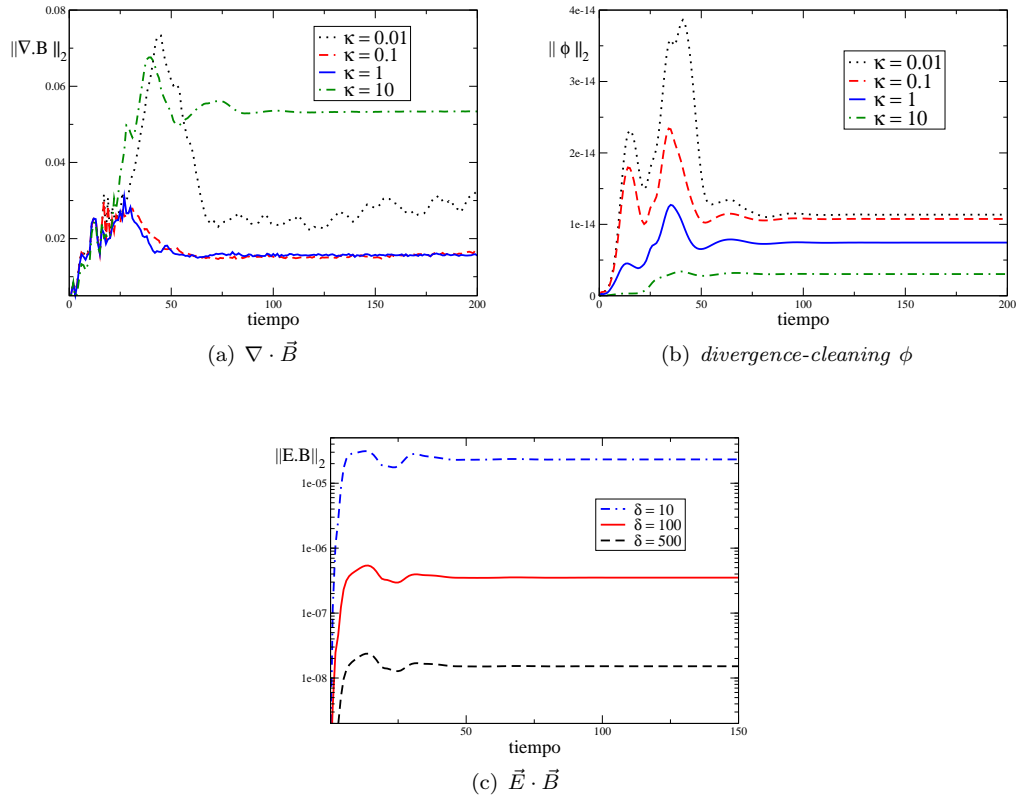 0.08
||∇.B ||₂
0.06
0.04
0.02
0
50
100
150
200
tiempo
κ = 0.01
κ = 0.1
κ = 1
κ = 10
(a) ∇ · B⃗
4e-14
|| ϕ ||₂
3e-14
2e-14
1e-14
0
0
50
100
150
200
tiempo
κ = 0.01
κ = 0.1
κ = 1
κ = 10
(b) divergence-cleaning ϕ
||E.B||₂
1e-05
1e-06
1e-07
1e-08
50
100
150
tiempo
δ = 10
δ = 100
δ = 500
(c) E⃗ · B⃗